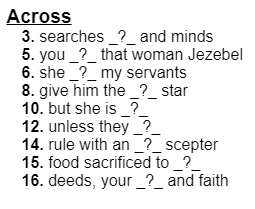 Across
3. searches _?_ and minds
5. you _?_ that woman Jezebel
6. she _?_ my servants
8. give him the _?_ star
10. but she is _?_
12. unless they _?_
14. rule with an _?_ scepter
15. food sacrificed to _?_
16. deeds, your _?_ and faith